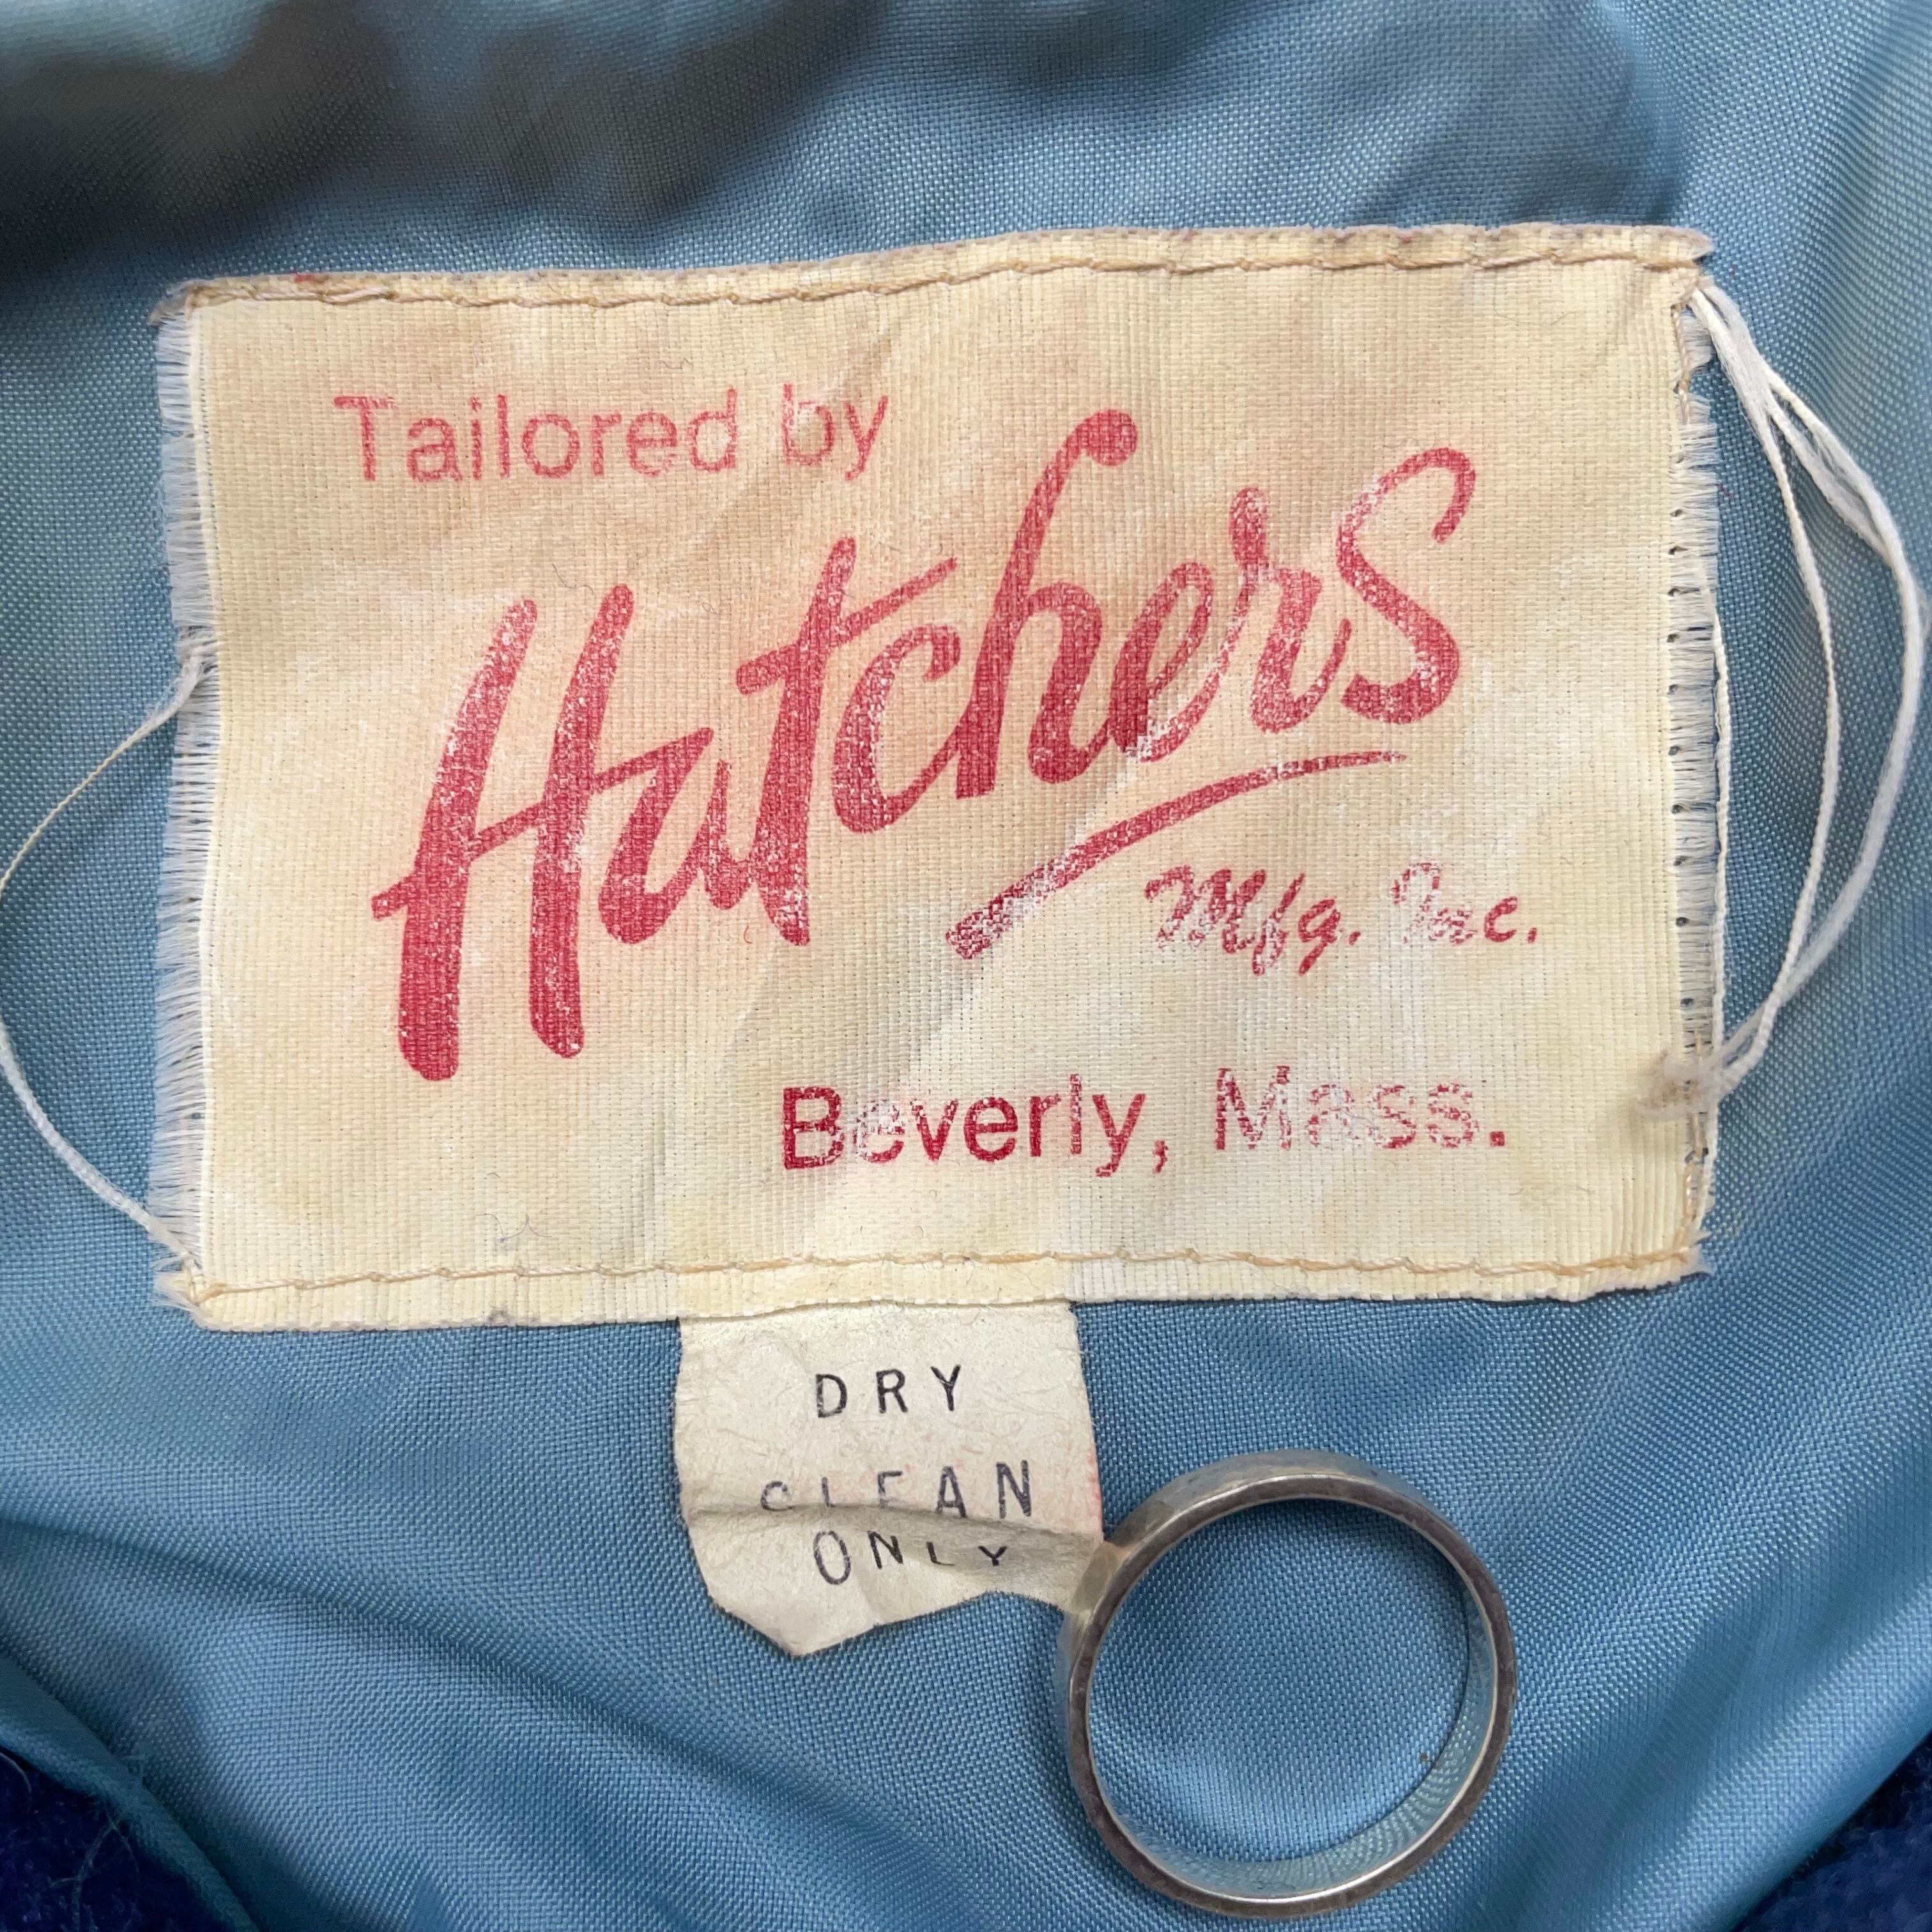 Tailored by
Hatchers
Mfg. Inc.
Beverly, Mass.
DRY
CLEAN
ONLY